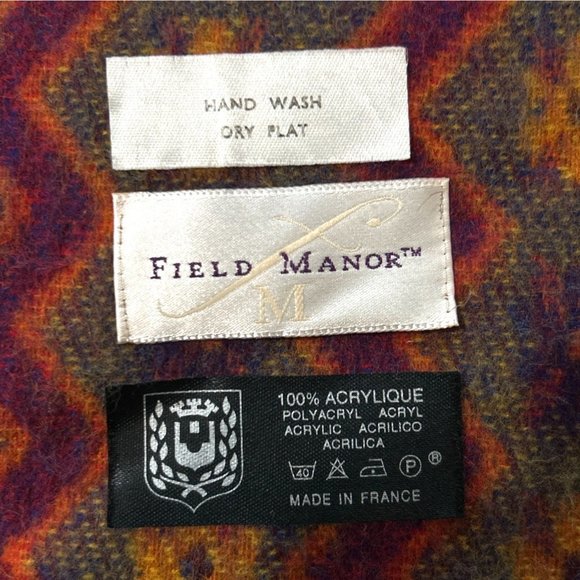 HAND WASH
DRY FLAT
F
FIELD MANOR™
M
100% ACRYLIQUE
POLYACRYL ACRYL
ACRYLIC ACRILICO
ACRILICA
40 P ®
MADE IN FRANCE